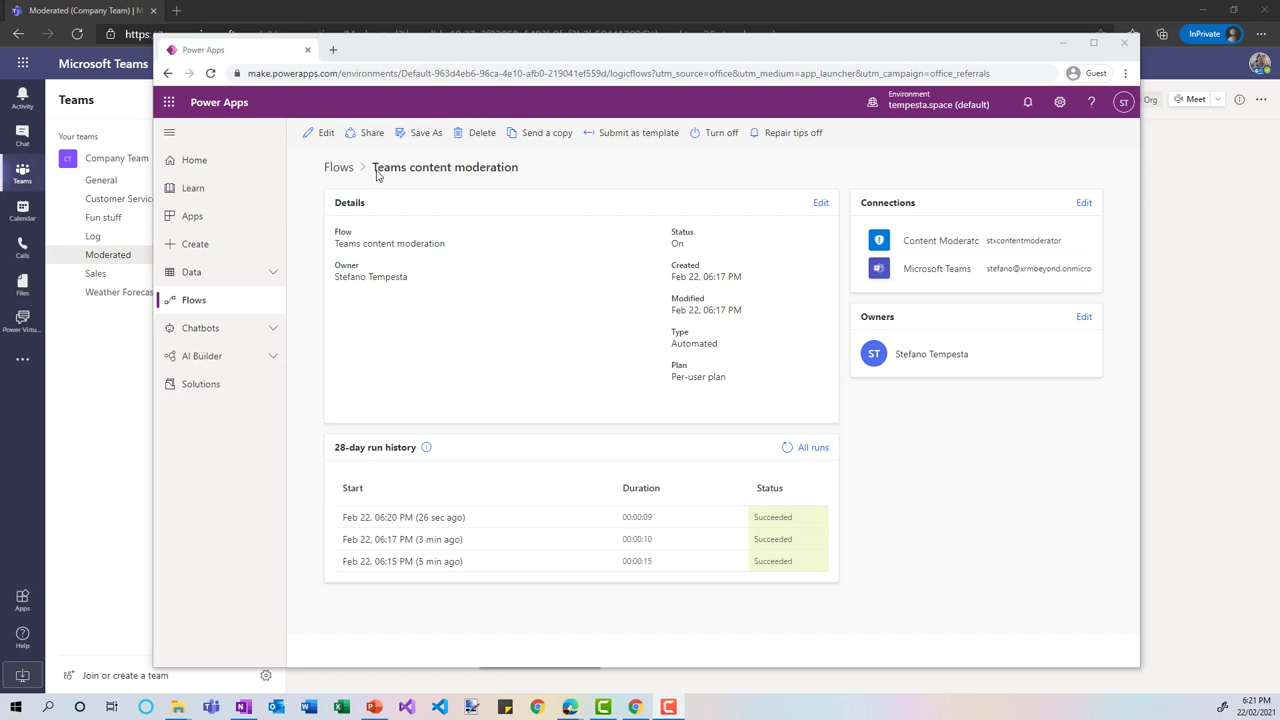 Moderated (Company Team) |
https:
InPrivate
Power Apps
make.powerapps.com/environments/Default-963d4eb6-96ca-4e10-afb0-219041ef559d/logicflows?utm_source=office&utm_medium=app_launcher&utm_campaign=office_referrals
Guest
Microsoft Teams
Power Apps
Environment
tempesta.space (default)
ST
Org
Meet
Activity
Chat
Teams
Calendar
Calls
Files
Power Virtu...
Apps
Help
Teams
Your teams
CT
Company Team
General
Customer Service
Fun stuff
Log
Moderated
Sales
Weather Forecas
Join or create a team
Home
Learn
Apps
Create
Data
Flows
Chatbots
AI Builder
Solutions
Edit
Share
Save As
Delete
Send a copy
Submit as template
Turn off
Repair tips off
Flows > Teams content moderation
Details
Edit
Flow
Teams content moderation
Owner
Stefano Tempesta
Status
On
Created
Feb 22, 06:17 PM
Modified
Feb 22, 06:17 PM
Type
Automated
Plan
Per-user plan
Connections
Edit
Content Moderatc stxcontentmoderator
Microsoft Teams stefano@xrmbeyond.onmicro
Owners
Edit
ST
Stefano Tempesta
28-day run history
All runs
Start Duration Status
Feb 22, 06:20 PM (26 sec ago) 00:00:09 Succeeded
Feb 22, 06:17 PM (3 min ago) 00:00:10 Succeeded
Feb 22, 06:15 PM (5 min ago) 00:00:15 Succeeded
6:21 PM
22/02/2021